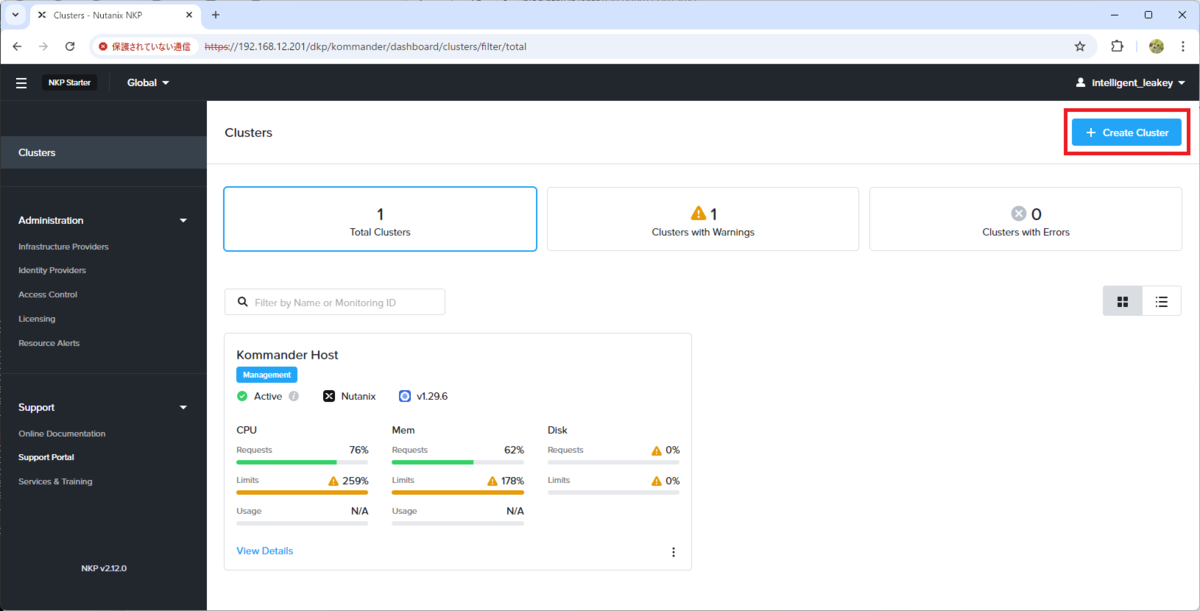 Clusters - Nutanix NKP
保護されていない通信 https://192.168.12.201/dkp/kommander/dashboard/clusters/filter/total
NKP Starter Global intelligent_leakey
Clusters
Administration
Infrastructure Providers
Identity Providers
Access Control
Licensing
Resource Alerts
Support
Online Documentation
Support Portal
Services & Training
NKP v2.12.0
Clusters
+ Create Cluster
1
Total Clusters
1
Clusters with Warnings
0
Clusters with Errors
Filter by Name or Monitoring ID
Kommander Host
Management
Active Nutanix v1.29.6
CPU Mem Disk
Requests 76% Requests 62% Requests 0%
Limits 259% Limits 178% Limits 0%
Usage N/A Usage N/A
View Details